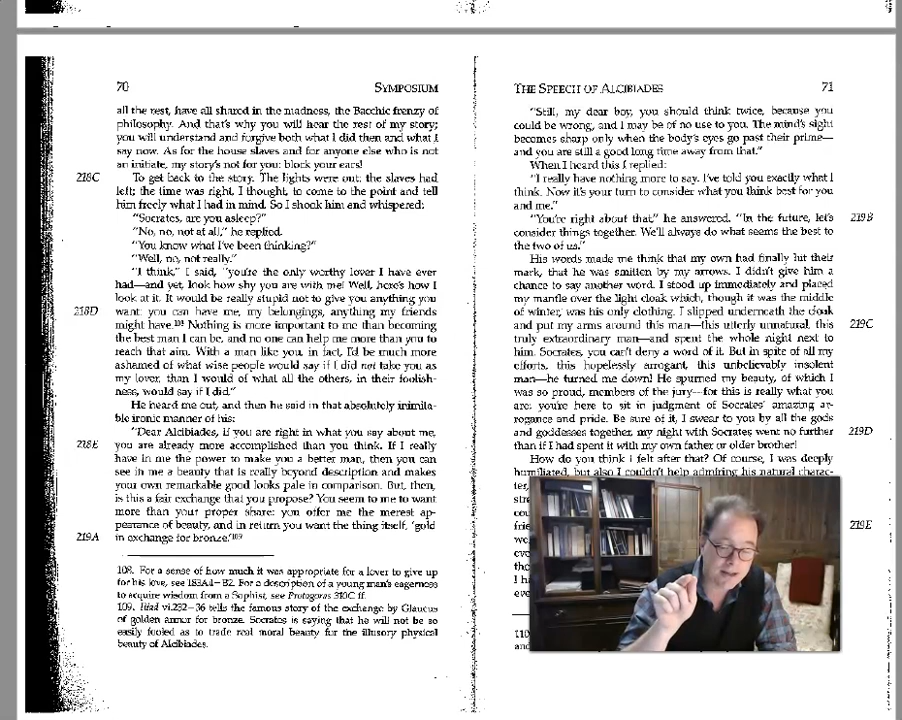 70 SYMPOSIUM
all the rest, have all shared in the madness, the Bacchic frenzy of
philosophy. And that's why you will hear the rest of my story;
you will understand and forgive both what I did then and what I
say now. As for the house slaves and for anyone else who is not
an initiate, my story's not for you: block your ears!
218C To get back to the story. The lights were out; the slaves had
left; the time was right, I thought, to come to the point and tell
him freely what I had in mind. So I shook him and whispered:
"Socrates, are you asleep?"
"No, no, not at all," he replied.
"You know what I've been thinking?"
"Well, no, not really."
"I think," I said, "you're the only worthy lover I have ever
had—and yet, look how shy you are with me! Well, here's how I
look at it. It would be really stupid not to give you anything you
218D want: you can have me, my belongings, anything my friends
might have.108 Nothing is more important to me than becoming
the best man I can be, and no one can help me more than you to
reach that aim. With a man like you, in fact, I'd be much more
ashamed of what wise people would say if I did not take you as
my lover, than I would of what all the others, in their foolish-
ness, would say if I did."
He heard me out, and then he said in that absolutely inimita-
ble ironic manner of his:
"Dear Alcibiades, if you are right in what you say about me,
218E you are already more accomplished than you think. If I really
have in me the power to make you a better man, then you can
see in me a beauty that is really beyond description and makes
your own remarkable good looks pale in comparison. But, then,
is this a fair exchange that you propose? You seem to me to want
more than your proper share: you offer me the merest ap-
pearance of beauty, and in return you want the thing itself, 'gold
219A in exchange for bronze.'109
108. For a sense of how much it was appropriate for a lover to give up
for his love, see 183A4–B2. For a description of a young man's eagerness
to acquire wisdom from a Sophist, see Protagoras 310C ff.
109. Iliad vi.232–36 tells the famous story of the exchange by Glaucus
of golden armor for bronze. Socrates is saying that he will not be so
easily fooled as to trade real moral beauty for the illusory physical
beauty of Alcibiades.
THE SPEECH OF ALCIBIADES 71
"Still, my dear boy, you should think twice, because you
could be wrong, and I may be of no use to you. The mind's sight
becomes sharp only when the body's eyes go past their prime—
and you are still a good long time away from that."
When I heard this I replied:
"I really have nothing more to say. I've told you exactly what I
think. Now it's your turn to consider what you think best for you
and me."
"You're right about that," he answered. "In the future, let's 219B
consider things together. We'll always do what seems the best to
the two of us."
His words made me think that my own had finally hit their
mark, that he was smitten by my arrows. I didn't give him a
chance to say another word. I stood up immediately and placed
my mantle over the light cloak which, though it was the middle
of winter, was his only clothing. I slipped underneath the cloak
and put my arms around this man—this utterly unnatural, this 219C
truly extraordinary man—and spent the whole night next to
him. Socrates, you can't deny a word of it. But in spite of all my
efforts, this hopelessly arrogant, this unbelievably insolent
man—he turned me down! He spurned my beauty, of which I
was so proud, members of the jury—for this is really what you
are: you're here to sit in judgment of Socrates' amazing ar-
rogance and pride. Be sure of it, I swear to you by all the gods
and goddesses together, my night with Socrates went no further 219D
than if I had spent it with my own father or older brother!
How do you think I felt after that? Of course, I was deeply
humiliated, but also I couldn't help admiring his natural charac-
219E